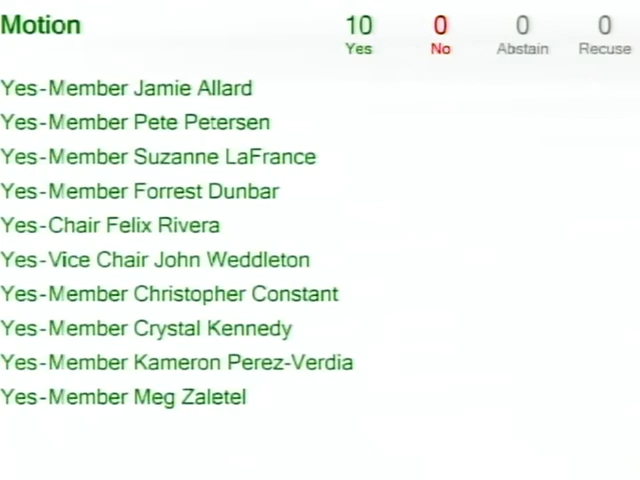 Motion 10 0 0 0
Yes No Abstain Recuse
Yes-Member Jamie Allard
Yes-Member Pete Petersen
Yes-Member Suzanne LaFrance
Yes-Member Forrest Dunbar
Yes-Chair Felix Rivera
Yes-Vice Chair John Weddleton
Yes-Member Christopher Constant
Yes-Member Crystal Kennedy
Yes-Member Kameron Perez-Verdia
Yes-Member Meg Zaletel